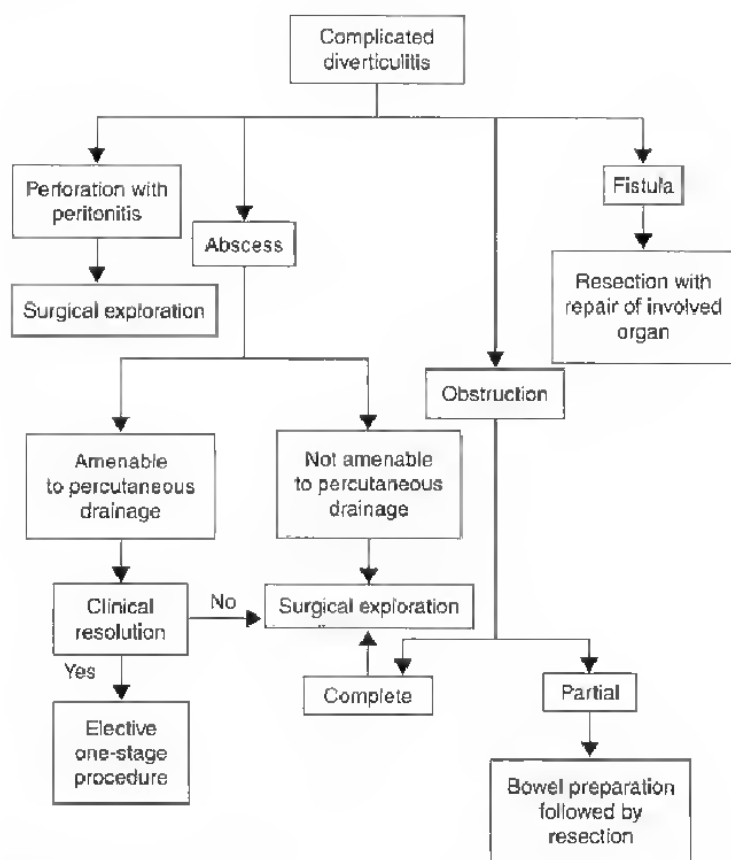 Complicated
diverticulitis
Perforation with
peritonitis
Surgical exploration
Abscess
Fistula
Resection with
repair of involved
organ
Obstruction
Amenable
to percutaneous
drainage
Not amenable
to percutaneous
drainage
Clinical
resolution
No
Surgical exploration
Yes
Elective
one-stage
procedure
Complete
Partial
Bowel preparation
followed by
resection